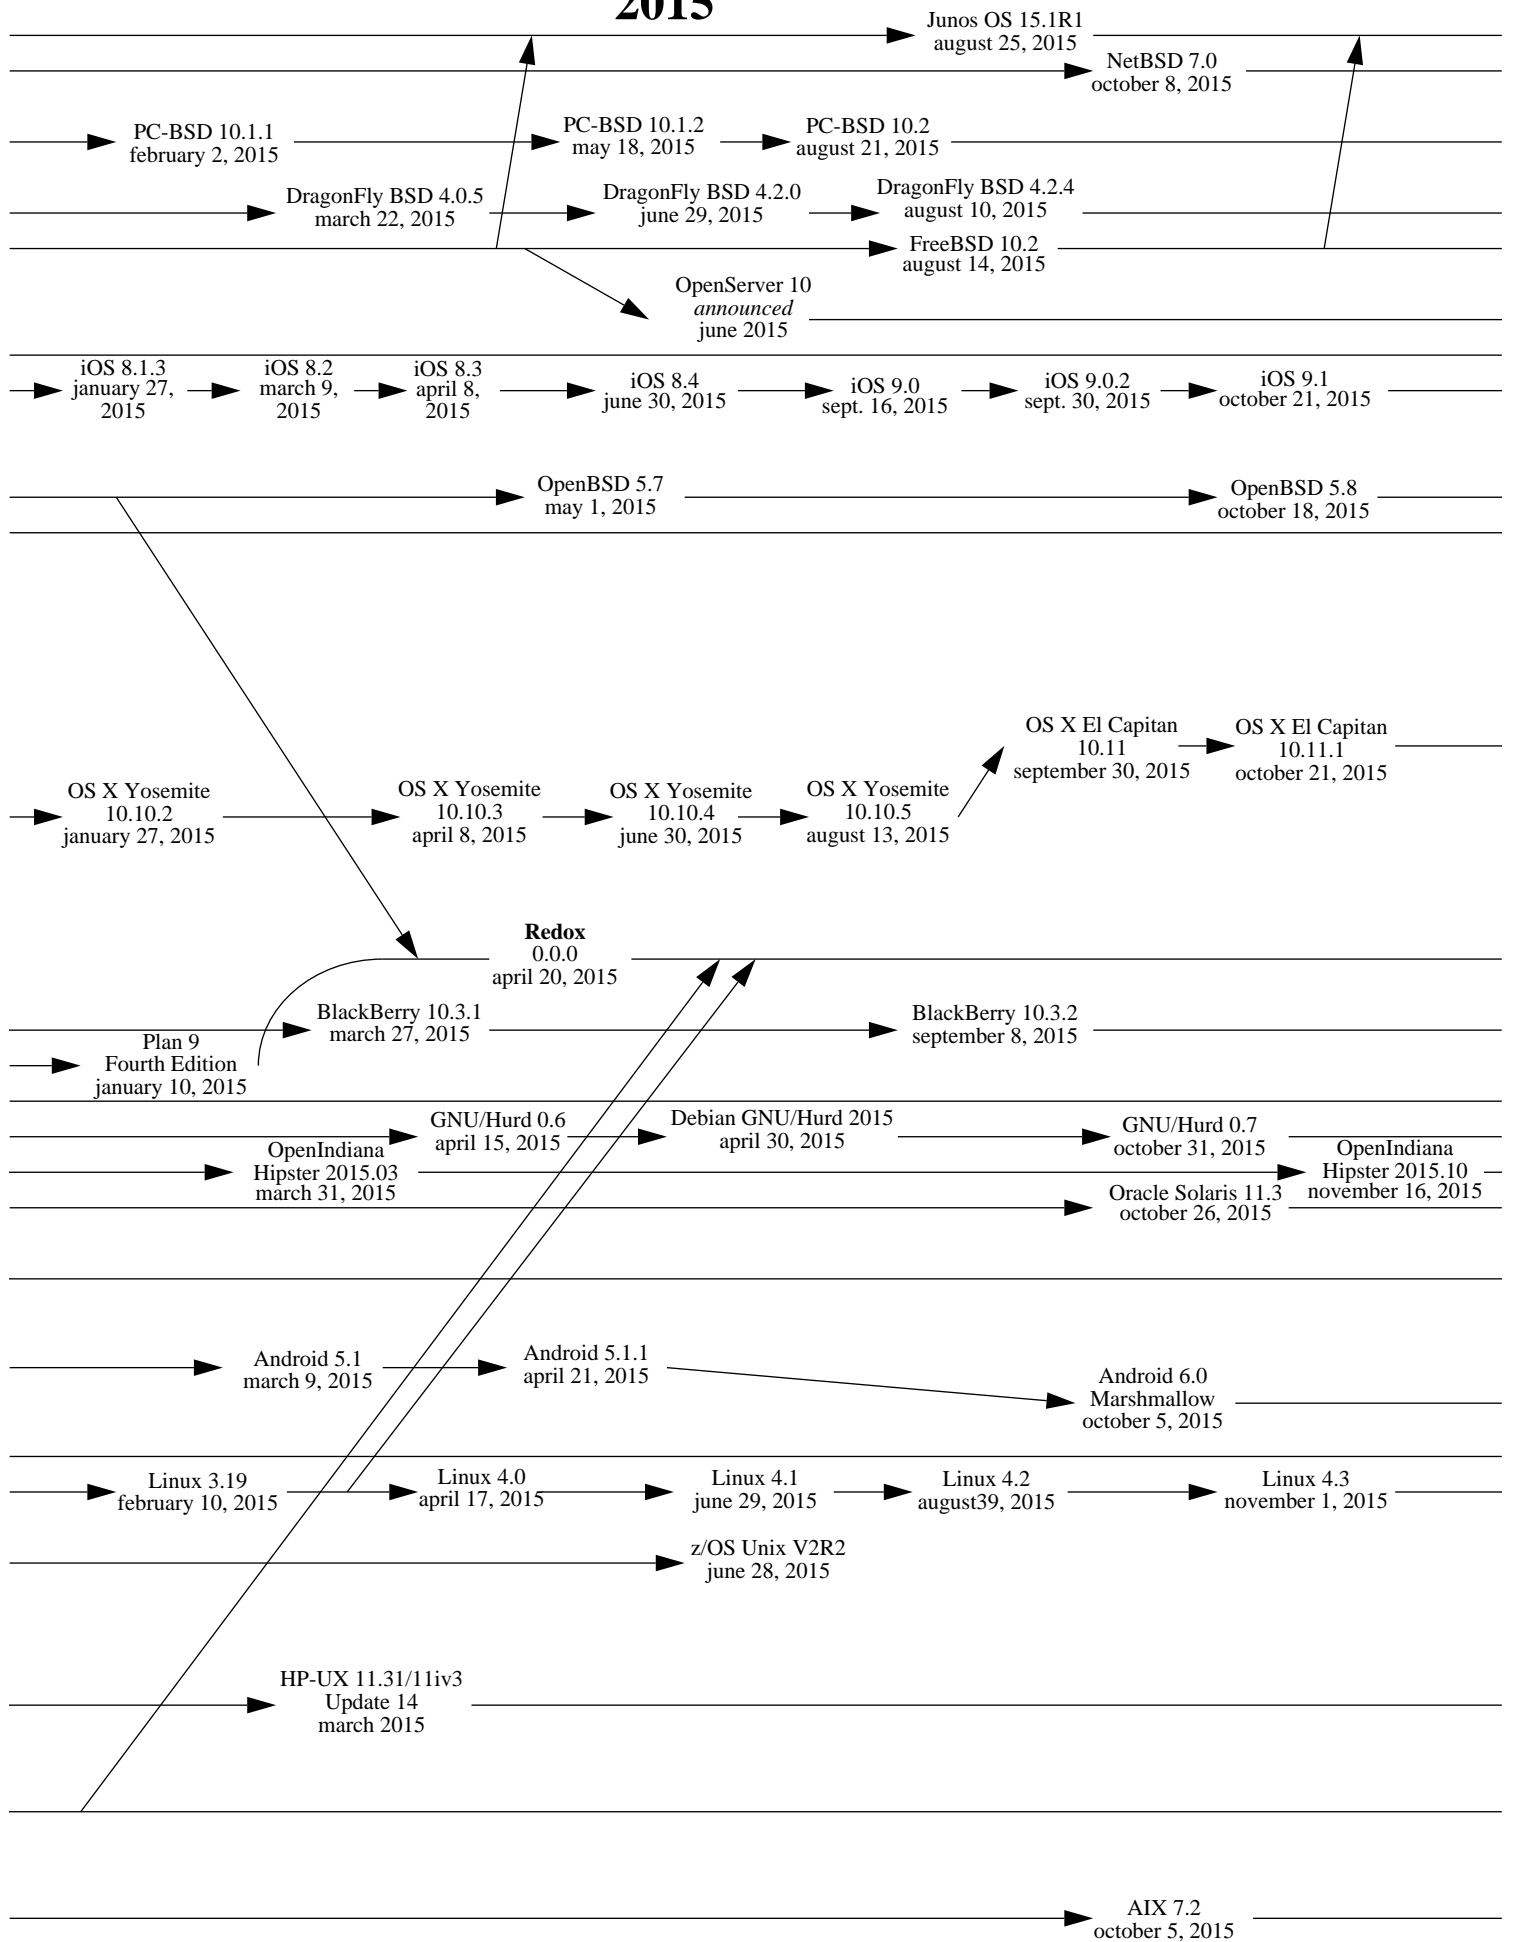 2015
Junos OS 15.1R1
august 25, 2015
NetBSD 7.0
october 8, 2015
PC-BSD 10.1.1
february 2, 2015
PC-BSD 10.1.2
may 18, 2015
PC-BSD 10.2
august 21, 2015
DragonFly BSD 4.0.5
march 22, 2015
DragonFly BSD 4.2.0
june 29, 2015
DragonFly BSD 4.2.4
august 10, 2015
FreeBSD 10.2
august 14, 2015
OpenServer 10
announced
june 2015
iOS 8.1.3
january 27,
2015
iOS 8.2
march 9,
2015
iOS 8.3
april 8,
2015
iOS 8.4
june 30, 2015
iOS 9.0
sept. 16, 2015
iOS 9.0.2
sept. 30, 2015
iOS 9.1
october 21, 2015
OpenBSD 5.7
may 1, 2015
OpenBSD 5.8
october 18, 2015
OS X El Capitan
10.11
september 30, 2015
OS X El Capitan
10.11.1
october 21, 2015
OS X Yosemite
10.10.2
january 27, 2015
OS X Yosemite
10.10.3
april 8, 2015
OS X Yosemite
10.10.4
june 30, 2015
OS X Yosemite
10.10.5
august 13, 2015
Redox
0.0.0
april 20, 2015
BlackBerry 10.3.1
march 27, 2015
BlackBerry 10.3.2
september 8, 2015
Plan 9
Fourth Edition
january 10, 2015
GNU/Hurd 0.6
april 15, 2015
Debian GNU/Hurd 2015
april 30, 2015
GNU/Hurd 0.7
october 31, 2015
OpenIndiana
Hipster 2015.03
march 31, 2015
OpenIndiana
Hipster 2015.10
november 16, 2015
Oracle Solaris 11.3
october 26, 2015
Android 5.1
march 9, 2015
Android 5.1.1
april 21, 2015
Android 6.0
Marshmallow
october 5, 2015
Linux 3.19
february 10, 2015
Linux 4.0
april 17, 2015
Linux 4.1
june 29, 2015
Linux 4.2
august39, 2015
Linux 4.3
november 1, 2015
z/OS Unix V2R2
june 28, 2015
HP-UX 11.31/11iv3
Update 14
march 2015
AIX 7.2
october 5, 2015